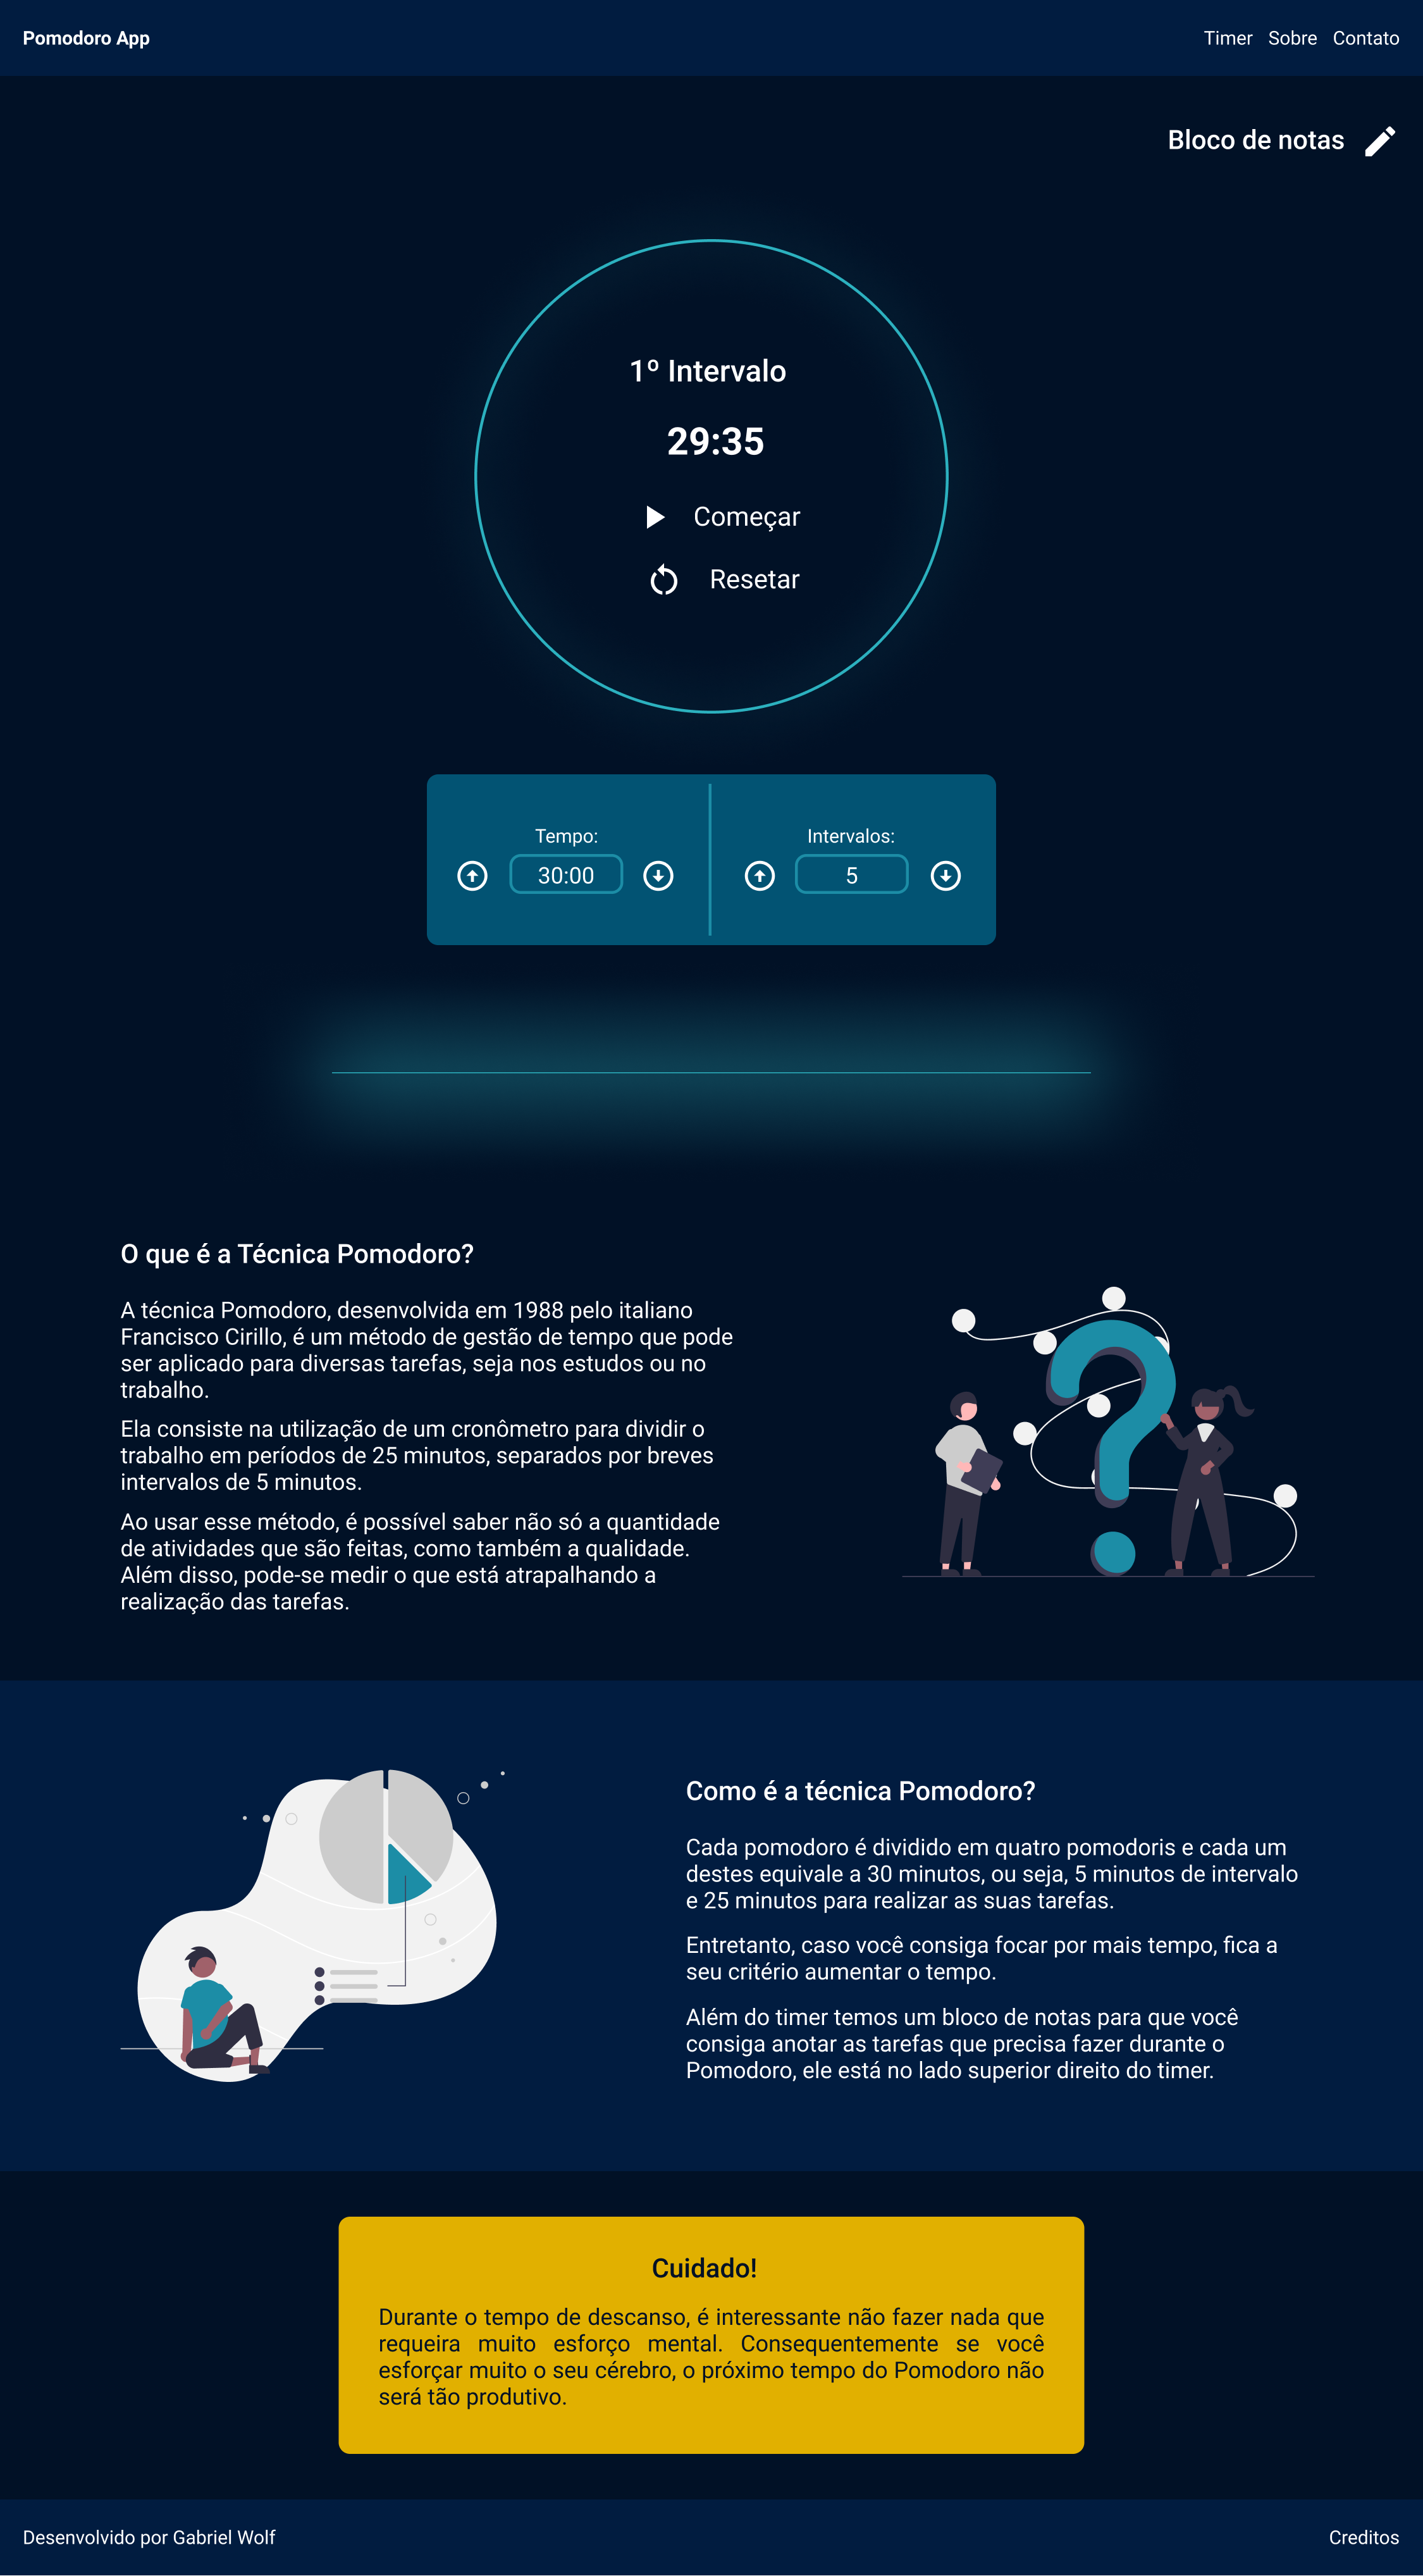 Pomodoro App
Timer Sobre Contato
Bloco de notas
1º Intervalo
29:35
Começar
Resetar
Tempo:
30:00
Intervalos:
5
O que é a Técnica Pomodoro?
A técnica Pomodoro, desenvolvida em 1988 pelo italiano
Francisco Cirillo, é um método de gestão de tempo que pode
ser aplicado para diversas tarefas, seja nos estudos ou no
trabalho.
Ela consiste na utilização de um cronômetro para dividir o
trabalho em períodos de 25 minutos, separados por breves
intervalos de 5 minutos.
Ao usar esse método, é possível saber não só a quantidade
de atividades que são feitas, como também a qualidade.
Além disso, pode-se medir o que está atrapalhando a
realização das tarefas.
Como é a técnica Pomodoro?
Cada pomodoro é dividido em quatro pomodoris e cada um
destes equivale a 30 minutos, ou seja, 5 minutos de intervalo
e 25 minutos para realizar as suas tarefas.
Entretanto, caso você consiga focar por mais tempo, fica a
seu critério aumentar o tempo.
Além do timer temos um bloco de notas para que você
consiga anotar as tarefas que precisa fazer durante o
Pomodoro, ele está no lado superior direito do timer.
Cuidado!
Durante o tempo de descanso, é interessante não fazer nada que
requeira muito esforço mental. Consequentemente se você
esforçar muito o seu cérebro, o próximo tempo do Pomodoro não
será tão produtivo.
Desenvolvido por Gabriel Wolf
Creditos